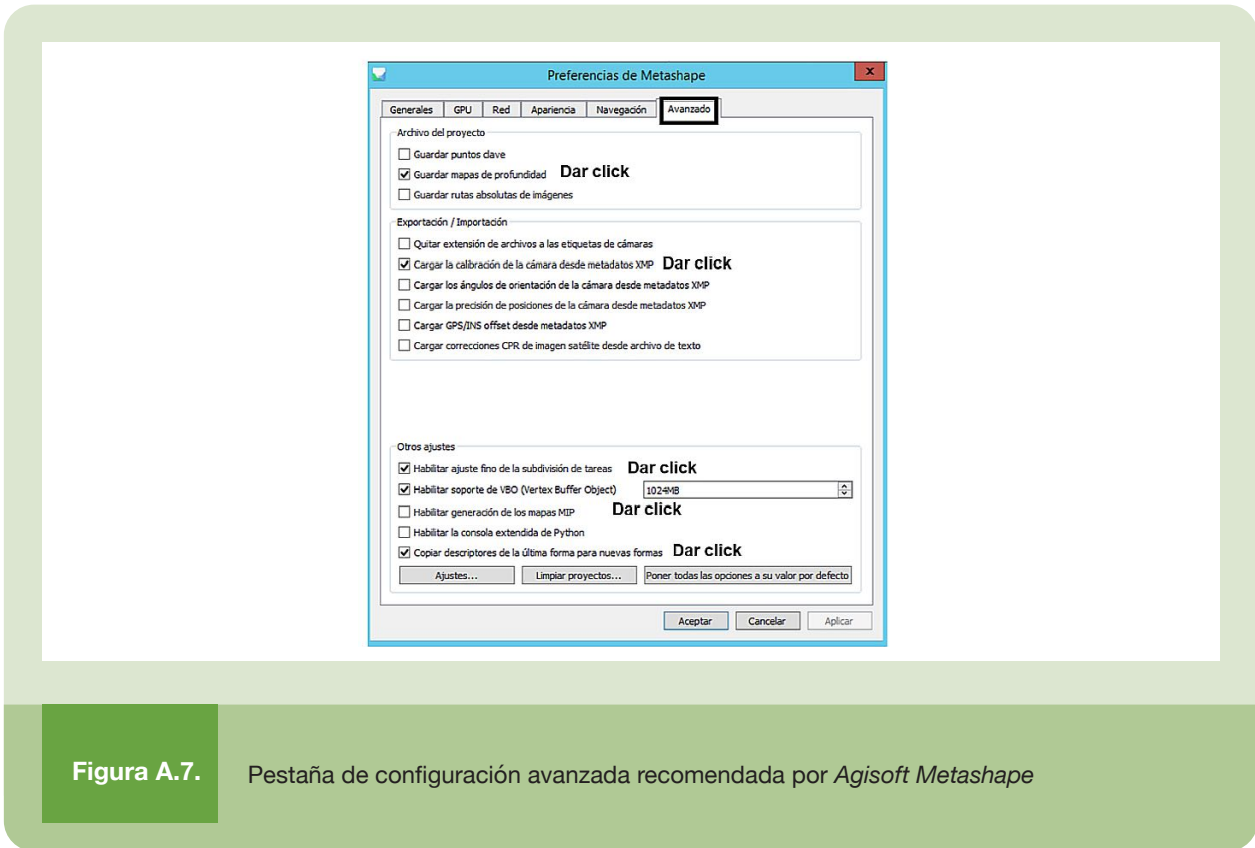 Preferencias de Metashape
x
Generales GPU Red Apariencia Navegación Avanzado
Archivo del proyecto
Guardar puntos clave
Guardar mapas de profundidad Dar click
Guardar rutas absolutas de imágenes
Exportación / Importación
Quitar extensión de archivos a las etiquetas de cámaras
Cargar la calibración de la cámara desde metadatos XMP Dar click
Cargar los ángulos de orientación de la cámara desde metadatos XMP
Cargar la precisión de posiciones de la cámara desde metadatos XMP
Cargar GPS/INS offset desde metadatos XMP
Cargar correcciones CPR de imagen satélite desde archivo de texto
Otros ajustes
Habilitar ajuste fino de la subdivisión de tareas Dar click
Habilitar soporte de VBO (Vertex Buffer Object) 1024MB
Habilitar generación de los mapas MIP Dar click
Habilitar la consola extendida de Python
Copiar descriptores de la última forma para nuevas formas Dar click
Ajustes... Limpiar proyectos... Poner todas las opciones a su valor por defecto
Aceptar Cancelar Aplicar
Figura A.7. Pestaña de configuración avanzada recomendada por Agisoft Metashape